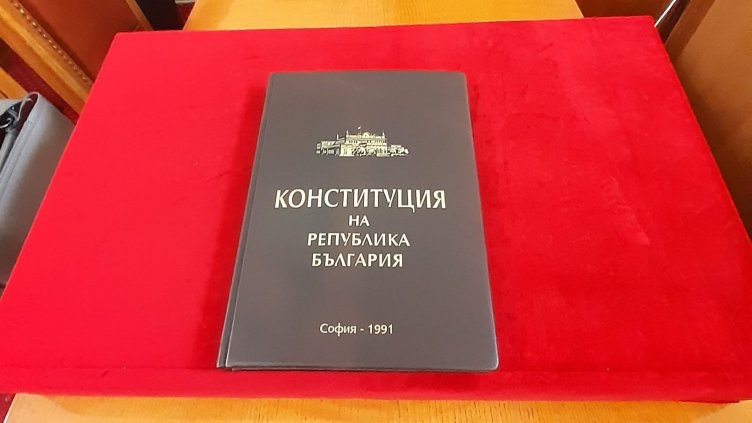 КОНСТИТУЦИЯ
НА
РЕПУБЛИКА
БЪЛГАРИЯ
София - 1991